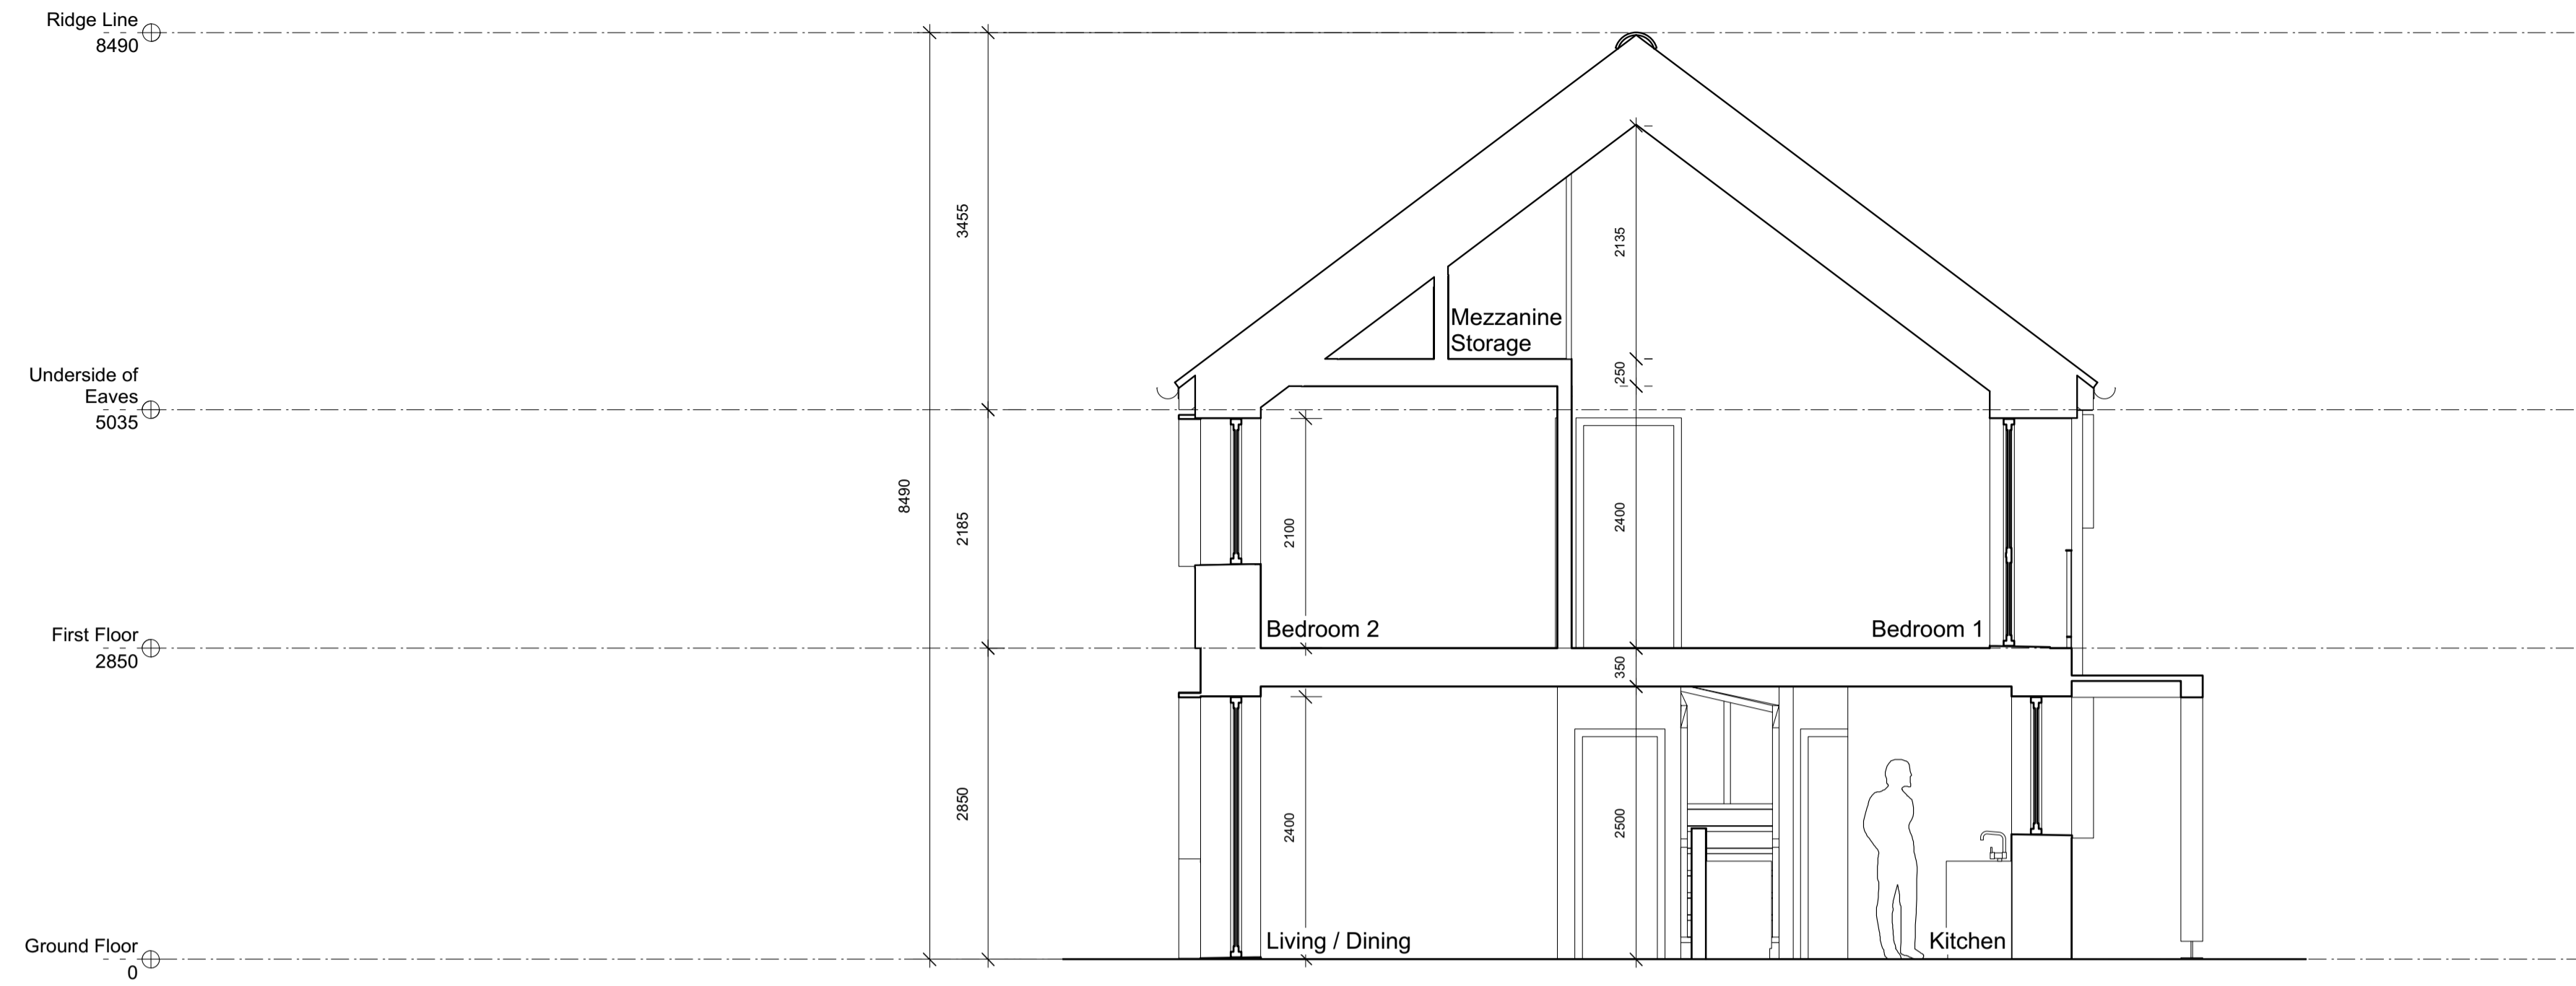 Ridge Line
8490
3455
2135
Mezzanine
Storage
Underside of
Eaves
5035
250
8490
2185
2100
2400
First Floor
2850
Bedroom 2
Bedroom 1
350
2850
2400
2500
Ground Floor
0
Living / Dining
Kitchen